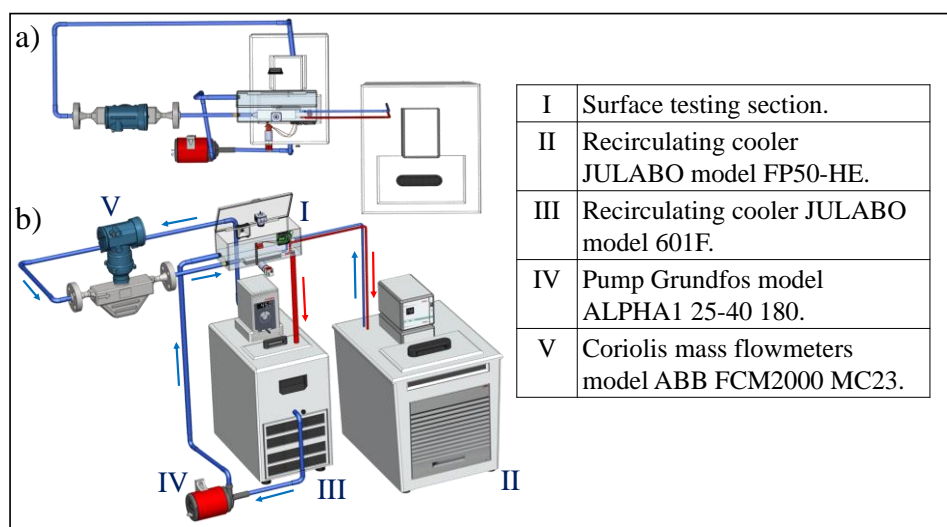 a)
b)
V
I
IV
III
II
I Surface testing section.
II Recirculating cooler
JULABO model FP50-HE.
III Recirculating cooler JULABO
model 601F.
IV Pump Grundfos model
ALPHA1 25-40 180.
V Coriolis mass flowmeters
model ABB FCM2000 MC23.